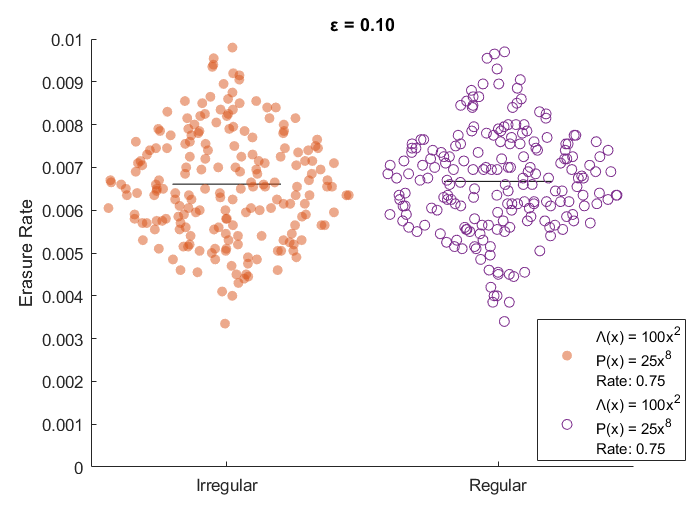 ε = 0.10
0.01
0.009
0.008
0.007
0.006
0.005
0.004
0.003
0.002
0.001
0
Erasure Rate
Irregular Regular
Λ(x) = 100x²
P(x) = 25x⁸
Rate: 0.75
Λ(x) = 100x²
P(x) = 25x⁸
Rate: 0.75